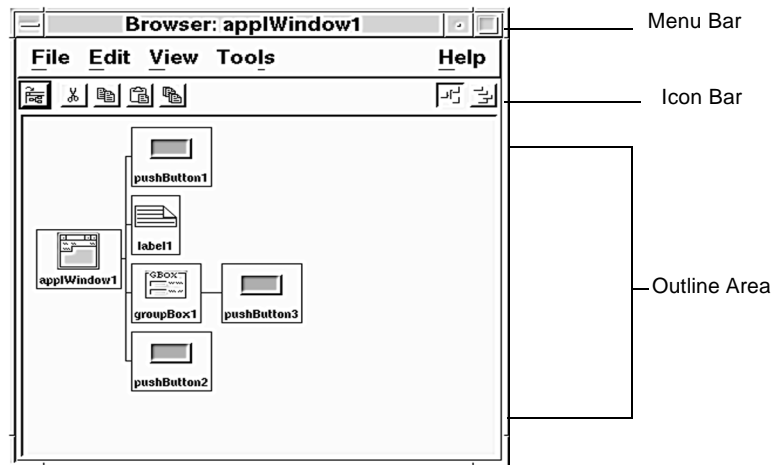 Browser: applWindow1
Menu Bar
File Edit View Tools Help
Icon Bar
pushButton1
label1
applWindow1
GBOX
groupBox1
pushButton3
Outline Area
pushButton2